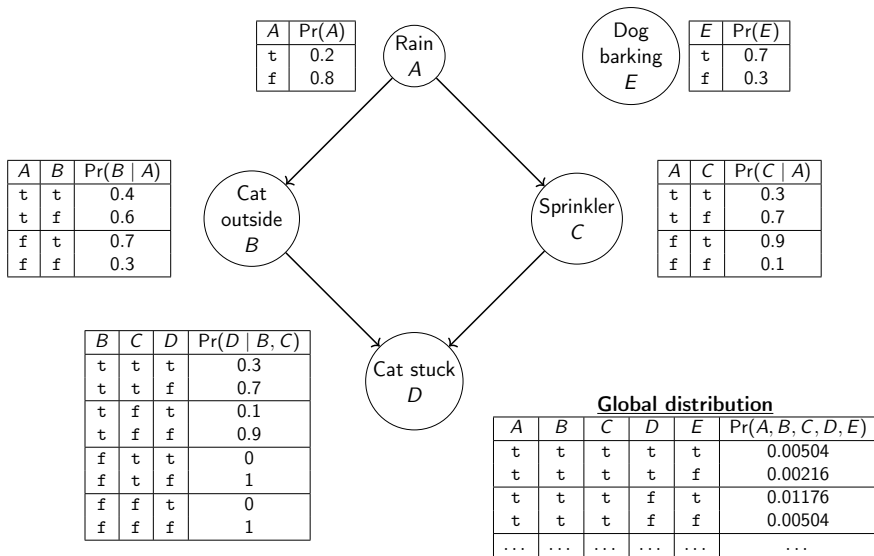 A Pr(A)
t 0.2
f 0.8
Rain
A
Dog
barking
E
E Pr(E)
t 0.7
f 0.3
A B Pr(B | A)
t t 0.4
t f 0.6
f t 0.7
f f 0.3
Cat
outside
B
Sprinkler
C
A C Pr(C | A)
t t 0.3
t f 0.7
f t 0.9
f f 0.1
B C D Pr(D | B, C)
t t t 0.3
t t f 0.7
t f t 0.1
t f f 0.9
f t t 0
f t f 1
f f t 0
f f f 1
Cat stuck
D
Global distribution
A B C D E Pr(A, B, C, D, E)
t t t t t 0.00504
t t t t f 0.00216
t t t f t 0.01176
t t t f f 0.00504
... ... ... ... ... ...